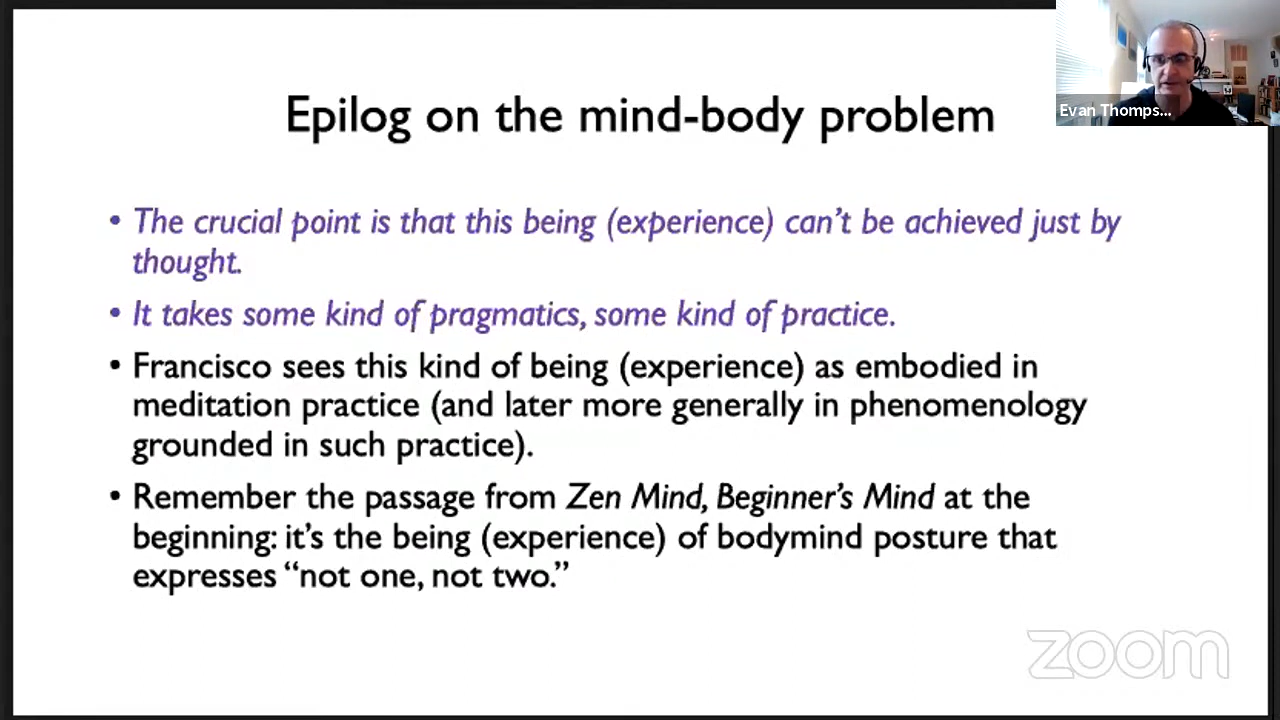 Evan Thomps...
Epilog on the mind-body problem
• The crucial point is that this being (experience) can't be achieved just by
thought.
• It takes some kind of pragmatics, some kind of practice.
• Francisco sees this kind of being (experience) as embodied in
meditation practice (and later more generally in phenomenology
grounded in such practice).
• Remember the passage from Zen Mind, Beginner's Mind at the
beginning: it's the being (experience) of bodymind posture that
expresses “not one, not two.”
zoom